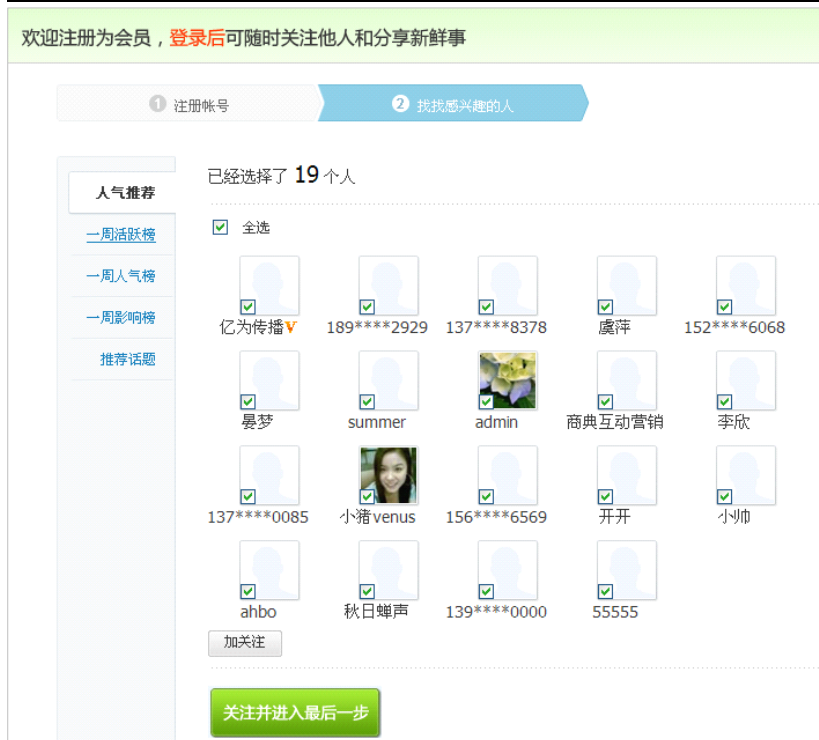 欢迎注册为会员，登录后可随时关注他人和分享新鲜事
1 注册帐号
2 找找感兴趣的人
人气推荐
一周活跃榜
一周人气榜
一周影响榜
推荐话题
已经选择了 19 个人
全选
亿为传播V 189****2929 137****8378 虞萍 152****6068
晏梦 summer admin 商典互动营销 李欣
137****0085 小猪venus 156****6569 开开 小帅
ahbo 秋日蝉声 139****0000 55555
加关注
关注并进入最后一步